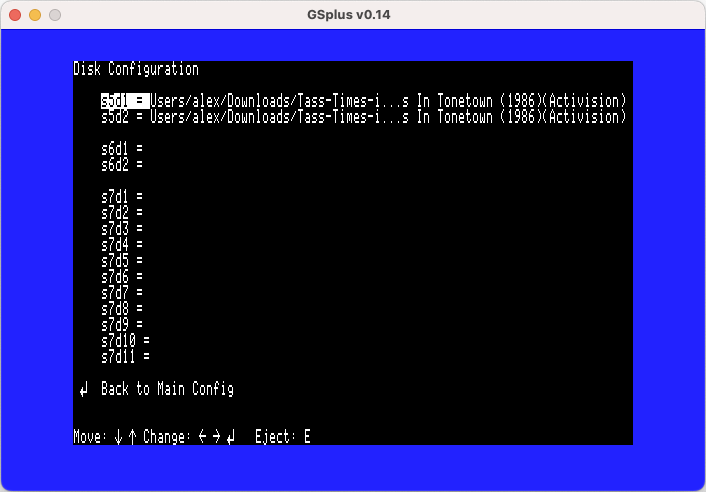 GSplus v0.14
Disk Configuration
s5d1 = Users/alex/Downloads/Tass-Times-i...s In Tonetown (1986)(Activision)
s5d2 = Users/alex/Downloads/Tass-Times-i...s In Tonetown (1986)(Activision)
s6d1 =
s6d2 =
s7d1 =
s7d2 =
s7d3 =
s7d4 =
s7d5 =
s7d6 =
s7d7 =
s7d8 =
s7d9 =
s7d10 =
s7d11 =
↲ Back to Main Config
Move: ↓ ↑ Change: ← → ↲ Eject: E